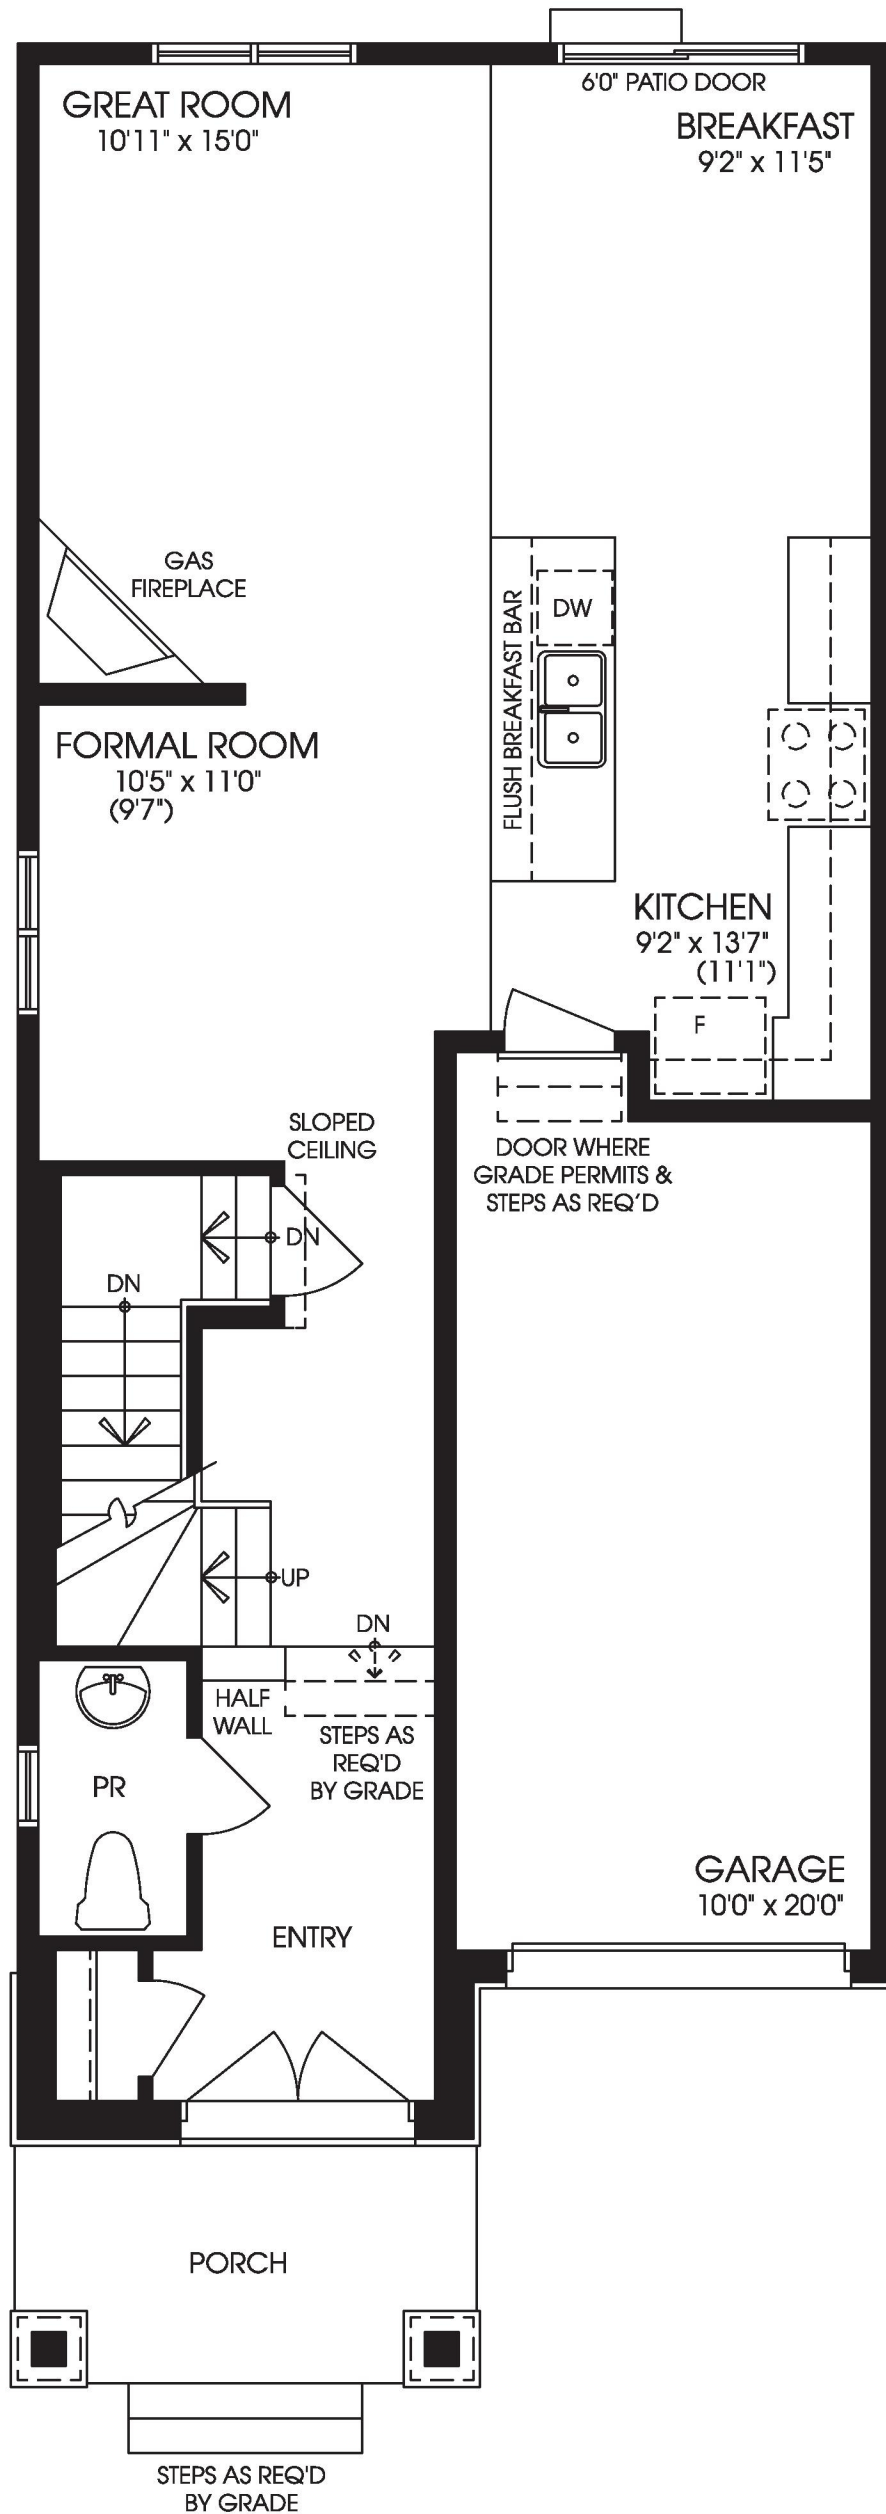 6'0" PATIO DOOR
GREAT ROOM
10'11" x 15'0"
BREAKFAST
9'2" x 11'5"
GAS
FIREPLACE
DW
FLUSH BREAKFAST BAR
FORMAL ROOM
10'5" x 11'0"
(9'7")
KITCHEN
9'2" x 13'7"
(11'1")
F
SLOPED
CEILING
DOOR WHERE
GRADE PERMITS &
STEPS AS REQ'D
DN
DN
UP
DN
HALF
WALL
STEPS AS
REQ'D
BY GRADE
PR
GARAGE
10'0" x 20'0"
ENTRY
PORCH
STEPS AS REQ'D
BY GRADE